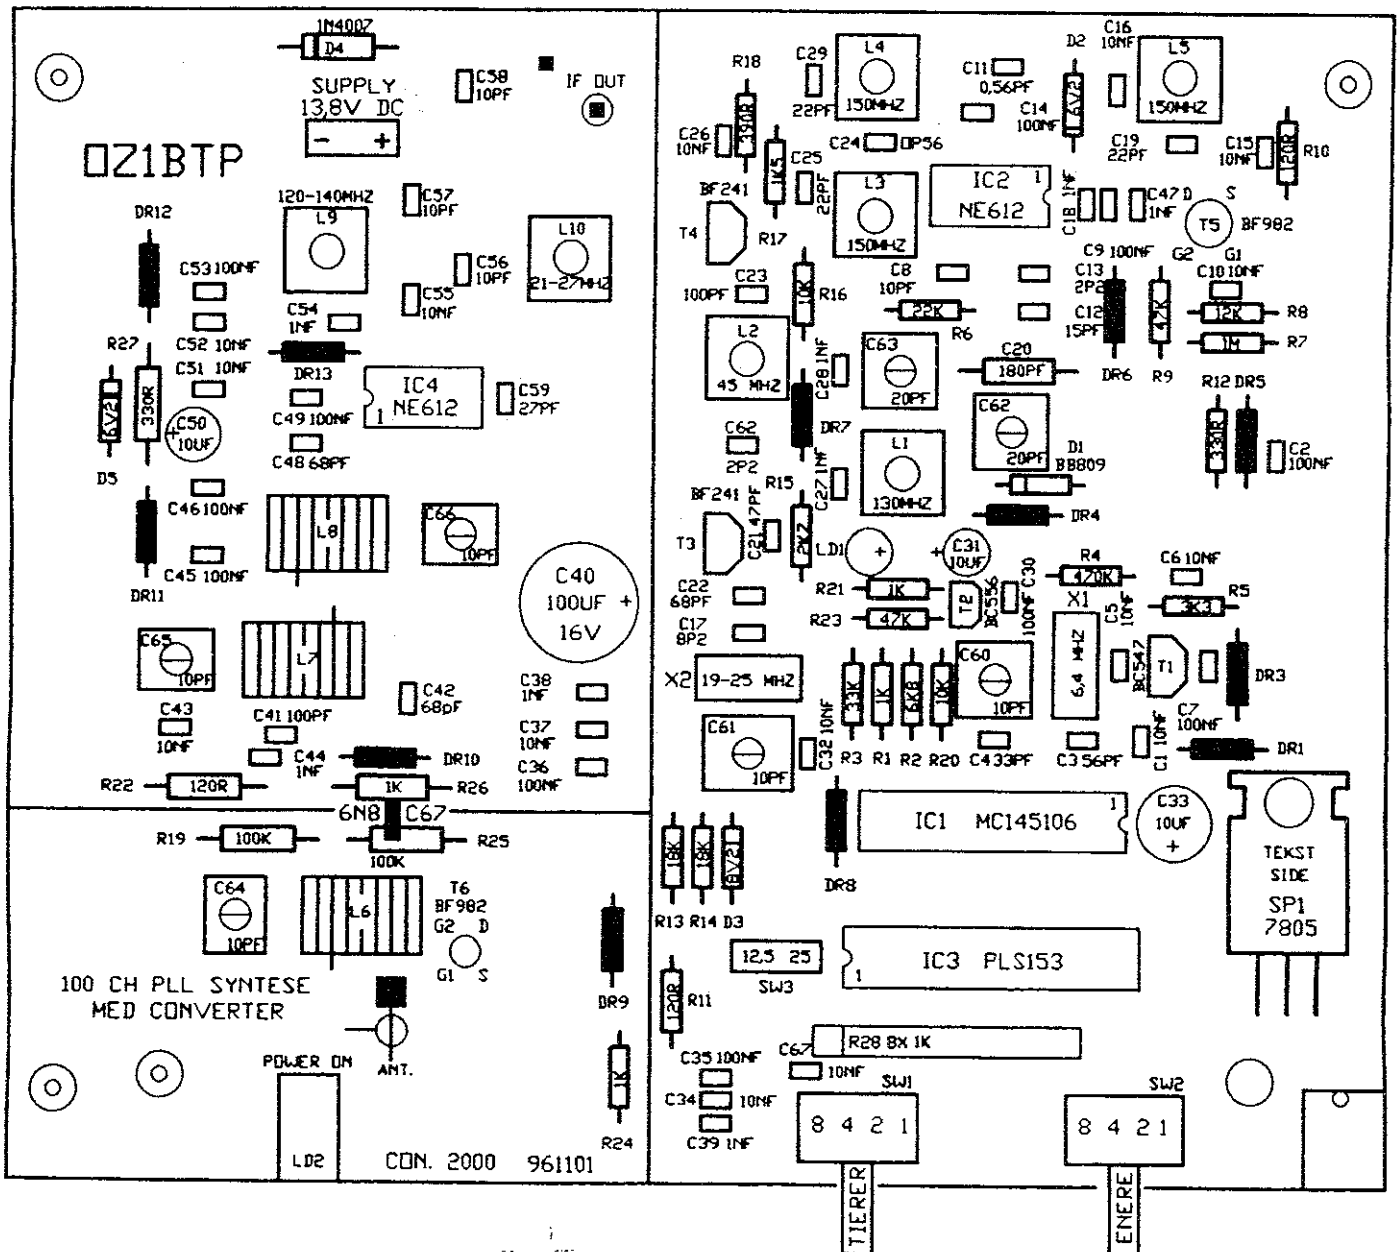 1N4007
D4
SUPPLY
13,8V DC
- +
C58
10PF
IF OUT
OZ1BTP
DR12
120-140MHZ
L9
C57
10PF
L10
21-27MHZ
C53 100NF
C56
10PF
C54
1NF
C55
10NF
C52 10NF
R27
C51 10NF
DR13
IC4
NE612
1
C59
27PF
6V2
330R
C50
+
10UF
C49 100NF
C48 68PF
D5
C46 100NF
L8
C66
10PF
C45 100NF
DR11
C40
100UF +
16V
C65
10PF
L7
C38
1NF
C42
68pF
C43
10NF
C41 100PF
C37
10NF
C44
1NF
DR10
C36
100NF
R22
120R
1K
R26
6N8
C67
R19
100K
R25
100K
C64
10PF
L6
T6
BF982
G2 D
G1 S
100 CH PLL SYNTESE
MED CONVERTER
DR9
ANT.
POWER ON
1K
R24
LD2
CON. 2000 961101
R18
C29
22PF
L4
150MHZ
C11
0,56PF
D2
C16
10NF
L5
150MHZ
390R
C14
100NF
6V2
C26
10NF
1K5
C24
0P56
C19
22PF
C15
10NF
120R
R10
C25
22PF
BF241
T4
R17
L3
150MHZ
IC2
1
NE612
C18 1NF
C47
1NF
D S
T5
BF982
G2 G1
C9 100NF
C23
100PF
10K
R16
C8
10PF
C13
2P2
C10 10NF
22K
R6
C12
15PF
47K
12K
R8
1M
R7
L2
45 MHZ
C28 1NF
C63
20PF
C20
180PF
DR6
R9
R12
DR5
C62
2P2
DR7
C62
20PF
330R
C2
100NF
L1
130MHZ
D1
BB809
R15
C27 1NF
BF241
T3
C21 47PF
2K7
DR4
LD1
+
+
C31
10UF
R4
470K
C6 10NF
C22
68PF
R21
1K
T2
BC556
C30
100NF
X1
C5
10NF
3K3
R5
C17
8P2
R23
47K
6,4 MHZ
BC547
T1
X2
19-25 MHZ
33K
1K
6K8
10K
C60
10PF
DR3
C7
100NF
C61
10PF
C32 10NF
R3 R1 R2 R20
C4 33PF
C3 56PF
C1 10NF
DR1
IC1 MC145106
1
C33
10UF
+
TEKST
SIDE
SP1
7805
18K
18K
8V21
DR8
R13 R14 D3
12,5 25
SW3
IC3 PLS153
1
120R
R11
R28 8X 1K
C35 100NF
C67
10NF
C34
10NF
C39 1NF
SW1
8 4 2 1
SW2
8 4 2 1
TIERER
ENERE